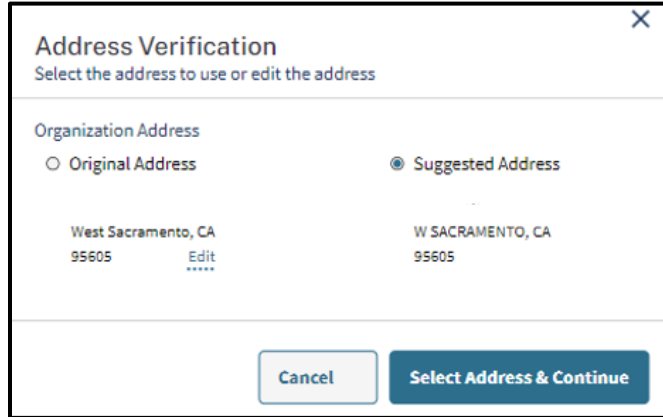 Address Verification
Select the address to use or edit the address
Organization Address
Original Address
Suggested Address
West Sacramento, CA
95605 Edit
W SACRAMENTO, CA
95605
Cancel
Select Address & Continue